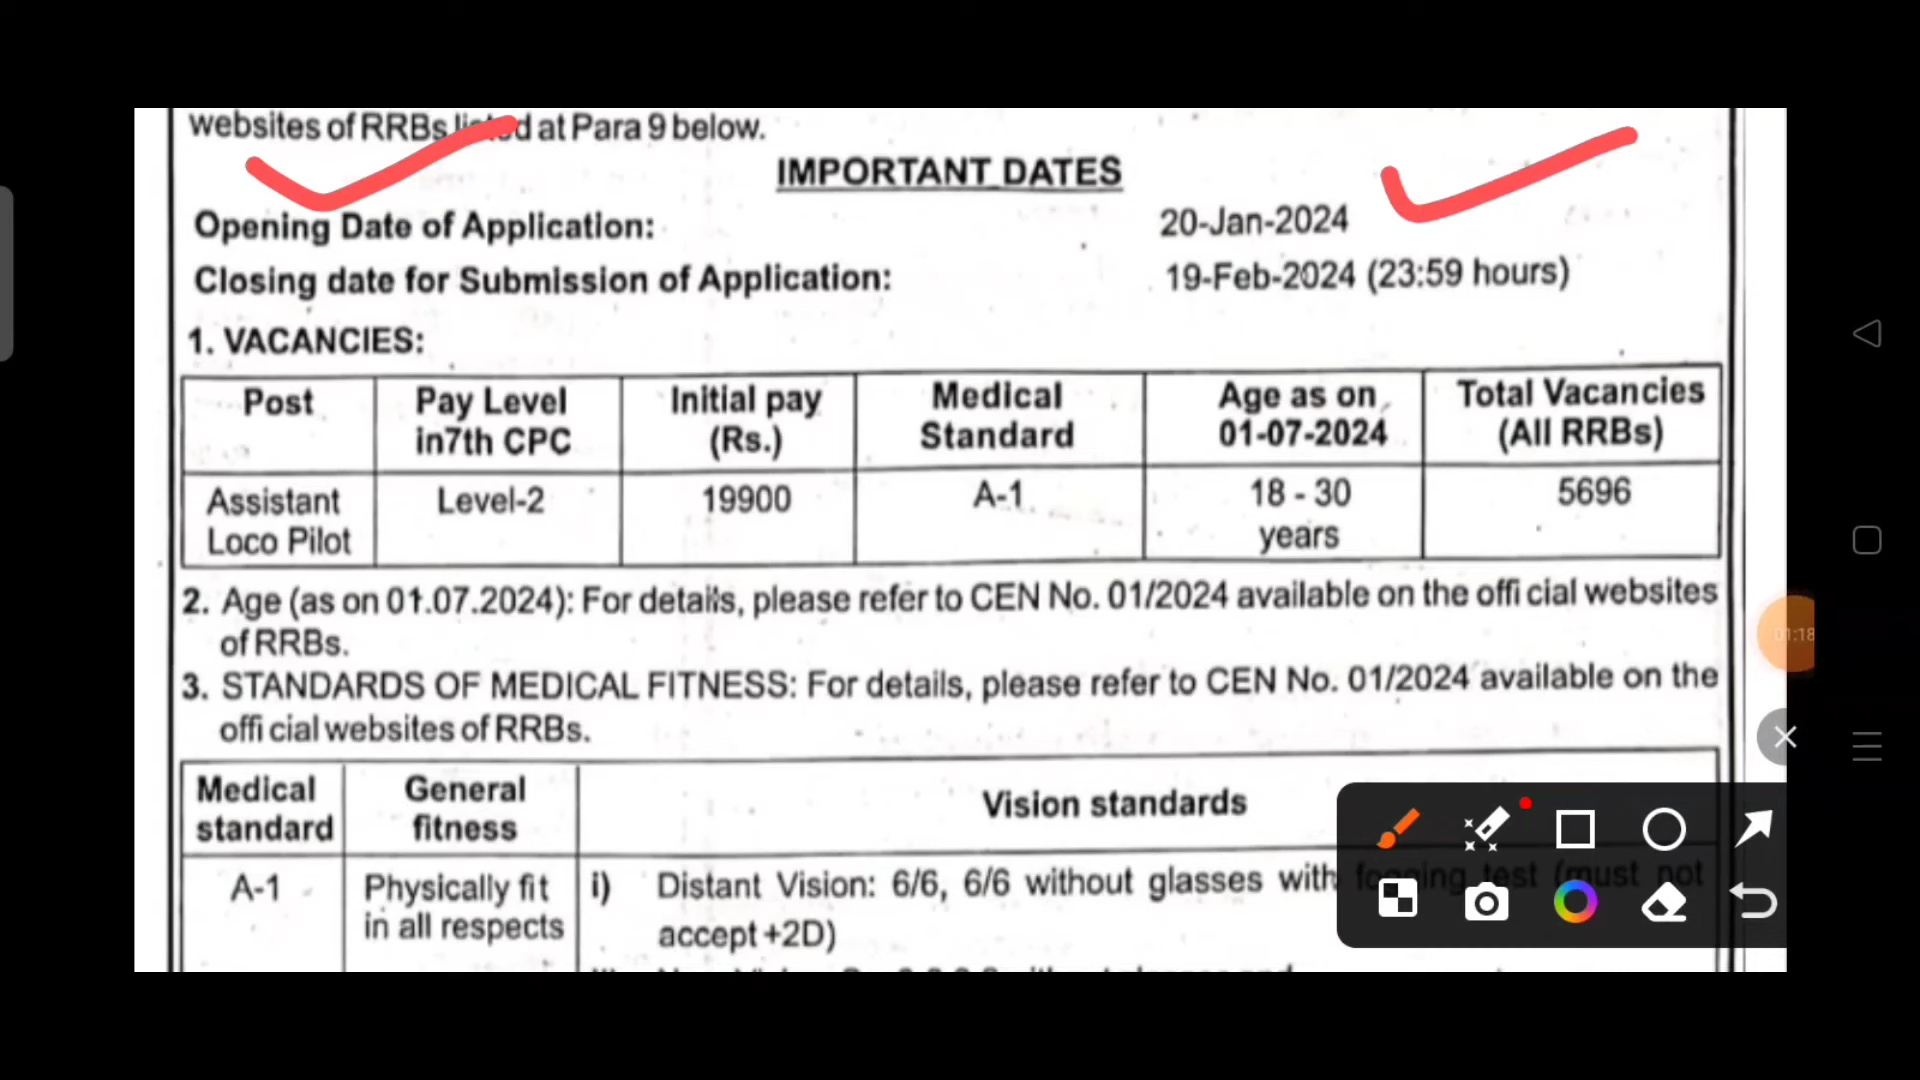 websites of RRBs listed at Para 9 below.
IMPORTANT DATES
Opening Date of Application: 20-Jan-2024
Closing date for Submission of Application: 19-Feb-2024 (23:59 hours)
1. VACANCIES:
Post Pay Level in7th CPC Initial pay (Rs.) Medical Standard Age as on 01-07-2024 Total Vacancies (All RRBs)
Assistant Loco Pilot Level-2 19900 A-1 18 - 30 years 5696
2. Age (as on 01.07.2024): For details, please refer to CEN No. 01/2024 available on the offi cial websites
of RRBs.
01:18
3. STANDARDS OF MEDICAL FITNESS: For details, please refer to CEN No. 01/2024 available on the
offi cial websites of RRBs.
Medical standard General fitness Vision standards
A-1 Physically fit in all respects i) Distant Vision: 6/6, 6/6 without glasses with fogging test (must not
accept +2D)